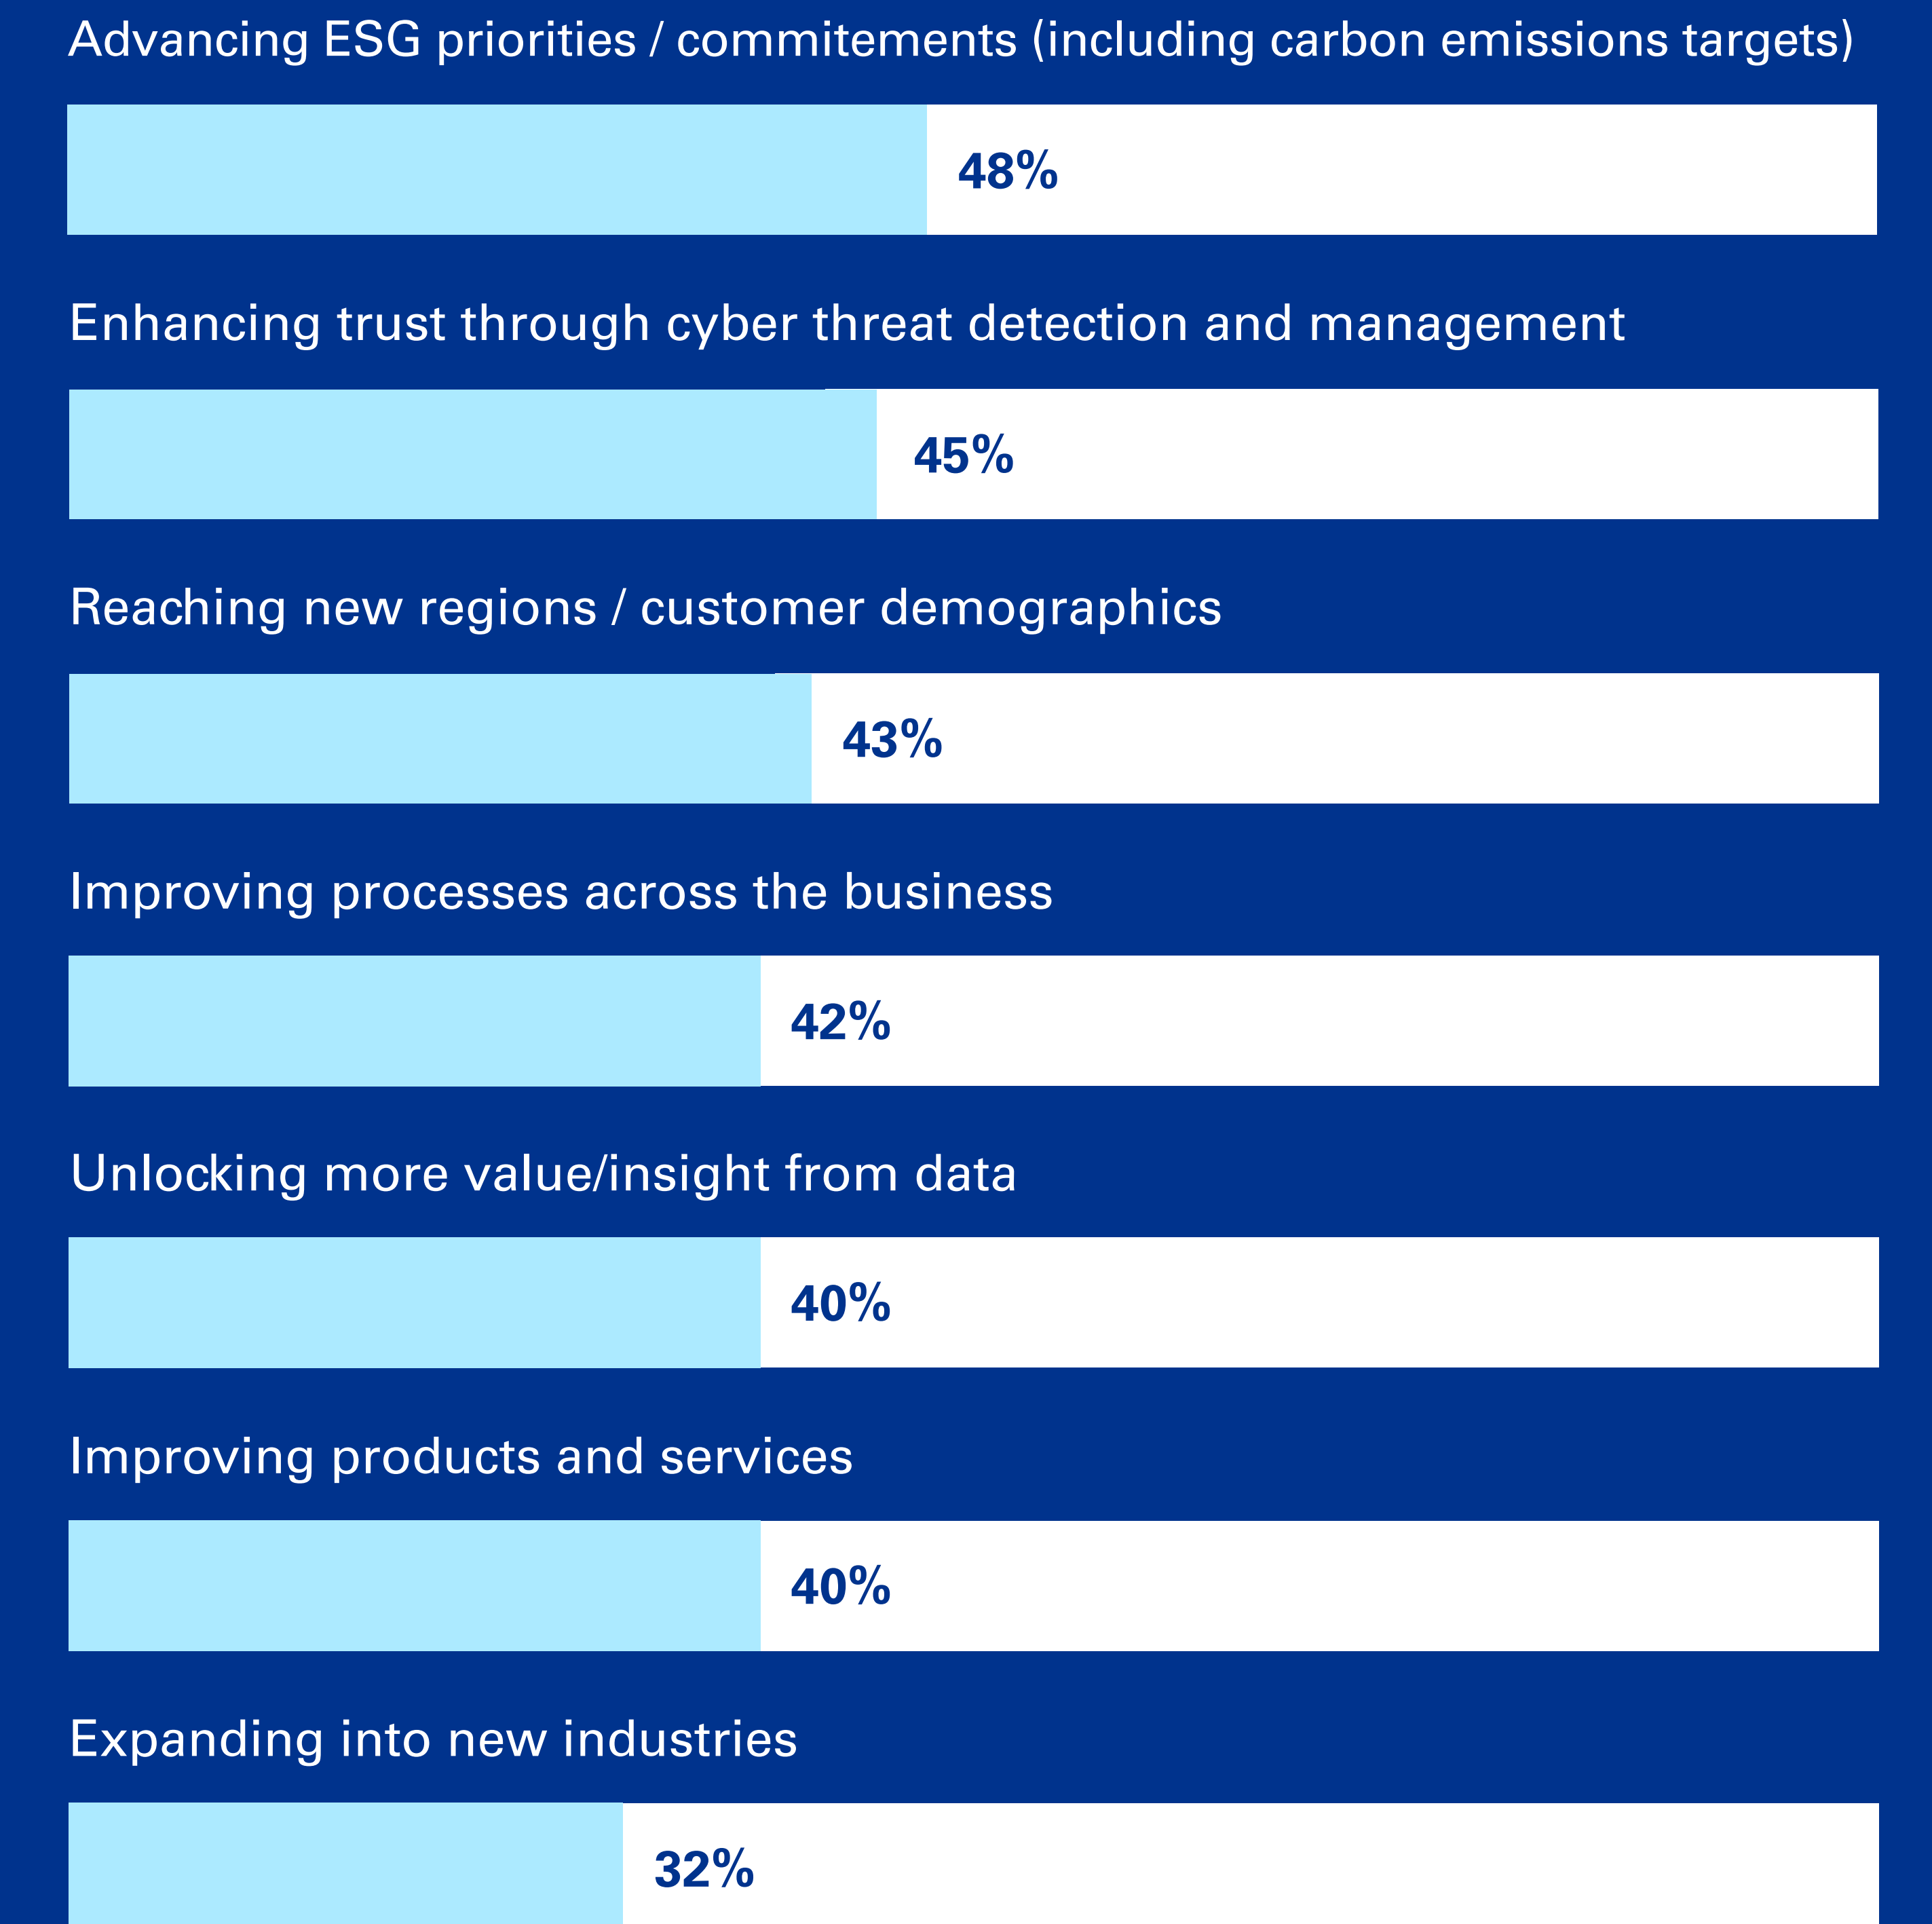 Advancing ESG priorities / commitements (including carbon emissions targets)
48%
Enhancing trust through cyber threat detection and management
45%
Reaching new regions / customer demographics
43%
Improving processes across the business
42%
Unlocking more value/insight from data
40%
Improving products and services
40%
Expanding into new industries
32%